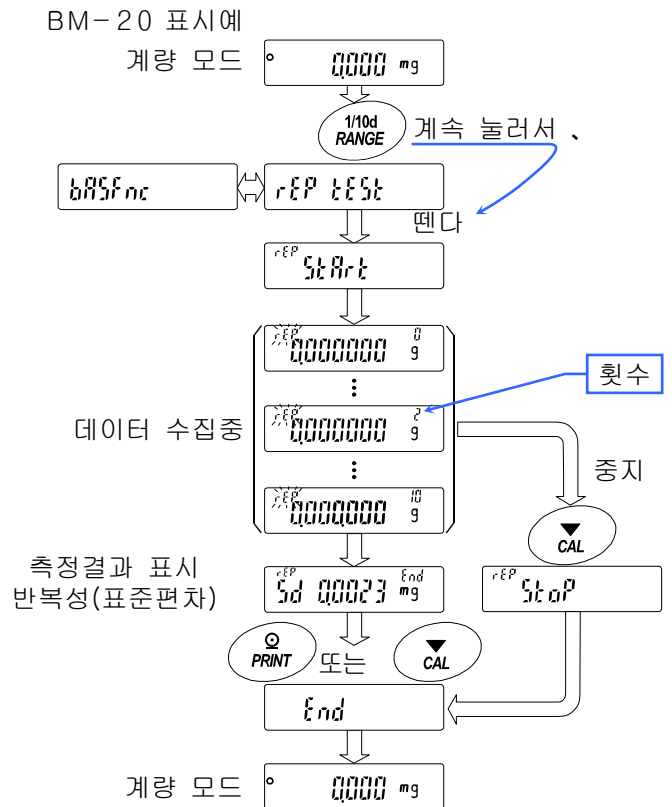 BM-20 표시예
계량 모드
0.000 mg
1/10d
RANGE
계속 눌러서、
bASFnc
rEP tESt
뗀다
rEP
StArt
rEP 0
0.000000 g
횟수
rEP 2
0.000000 g
데이터 수집중
중지
rEP 10
0.000000 g
CAL
측정결과 표시
반복성(표준편차)
rEP End
Sd 0.0023 mg
rEP
StoP
PRINT
또는
CAL
End
계량 모드
0.000 mg